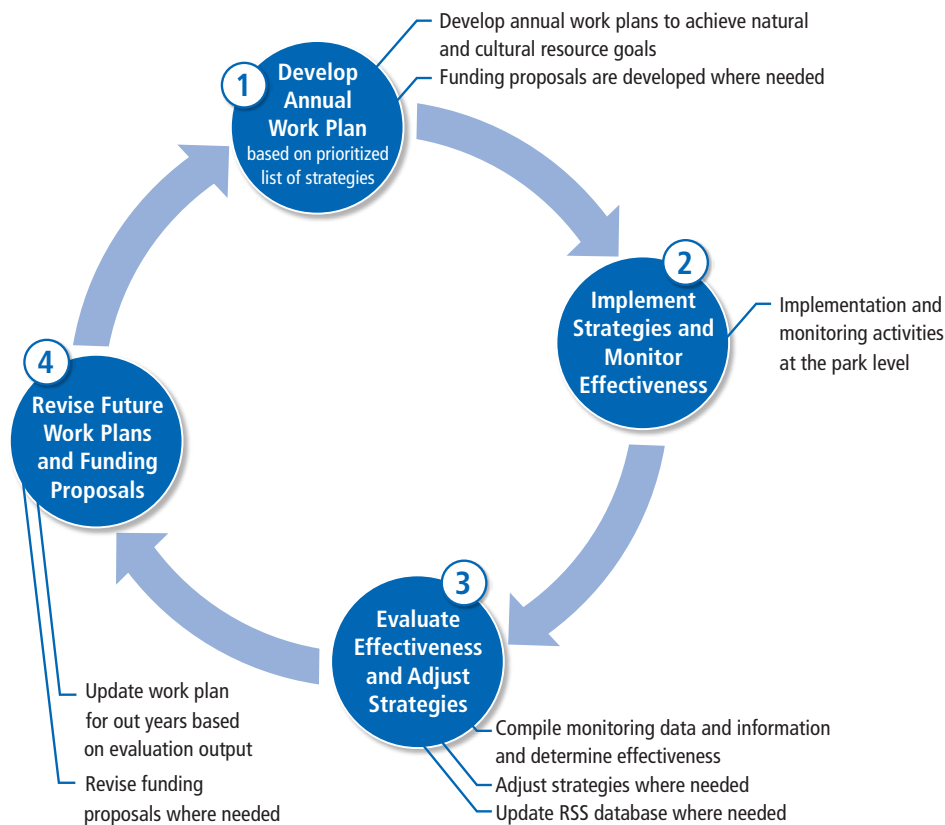 1
Develop
Annual
Work Plan
based on prioritized
list of strategies
Develop annual work plans to achieve natural
and cultural resource goals
Funding proposals are developed where needed
2
Implement
Strategies and
Monitor
Effectiveness
Implementation and
monitoring activities
at the park level
3
Evaluate
Effectiveness
and Adjust
Strategies
Compile monitoring data and information
and determine effectiveness
Adjust strategies where needed
Update RSS database where needed
4
Revise Future
Work Plans
and Funding
Proposals
Update work plan
for out years based
on evaluation output
Revise funding
proposals where needed